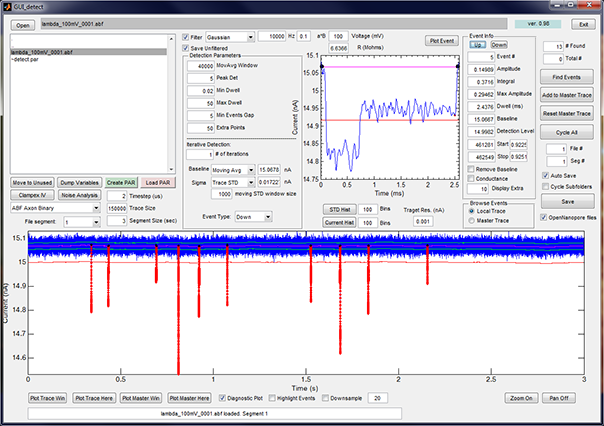 GUI_detect
Open lambda_100mV_0001.abf ver. 0.98 Exit
lambda_100mV_0001.abf
~detect par
Filter Gaussian 10000 Hz 0.1 a*B 100 Voltage (mV)
Save Unfiltered 6.6366 R (Mohms) Plot Event
Detection Parameters
40000 MovAvg Window
5 Peak Det
0.02 Min Dwell
50 Max Dwell
5 Min Events Gap
50 Extra Points
Iterative Detection:
1 # of Iterations
Baseline Moving Avg 15.0678 nA
Sigma Trace STD 0.01722 nA
1000 moving STD window size
Event Type: Down
Move to Unused Dump Variables Create PAR Load PAR
Clampex IV Noise Analysis 2 Timestep (us)
ABF Axon Binary 150000 Trace Size
File segment: 1 3 Segment Size (sec)
Current (nA)
15.1
15.05
15
14.95
14.9
14.85
14.8
14.75
0 0.5 1 1.5 2 2.5
Time (ms)
STD Hist 100 Bins Traget Res. (nA)
Current Hist 100 Bins 0.001
Event Info
Up Down
Event #
0.14989 Amplitude
0.3716 Integral
0.29462 Max Amplitude
2.4376 Dwell (ms)
15.0667 Baseline
14.9982 Detection Level
461281 Start 0.9225
462549 Stop 0.9251
Remove Baseline
Conductance
10 Display Extra
Browse Events
Local Trace
Master Trace
13 # Found
0 Total #
Find Events
Add to Master Trace
Reset Master Trace
Cycle All
1 File #
1 Seg #
Auto Save
Cycle Subfolders
Save
OpenNanopore files
Current (nA)
15.1
15
14.9
14.8
14.7
14.6
0 0.5 1 1.5 2 2.5 3
Time (s)
Plot Trace Win Plot Trace Here Plot Master Win Plot Master Here Diagnostic Plot Highlight Events Downsample 20 Zoom On Pan Off
lambda_100mV_0001.abf loaded. Segment 1